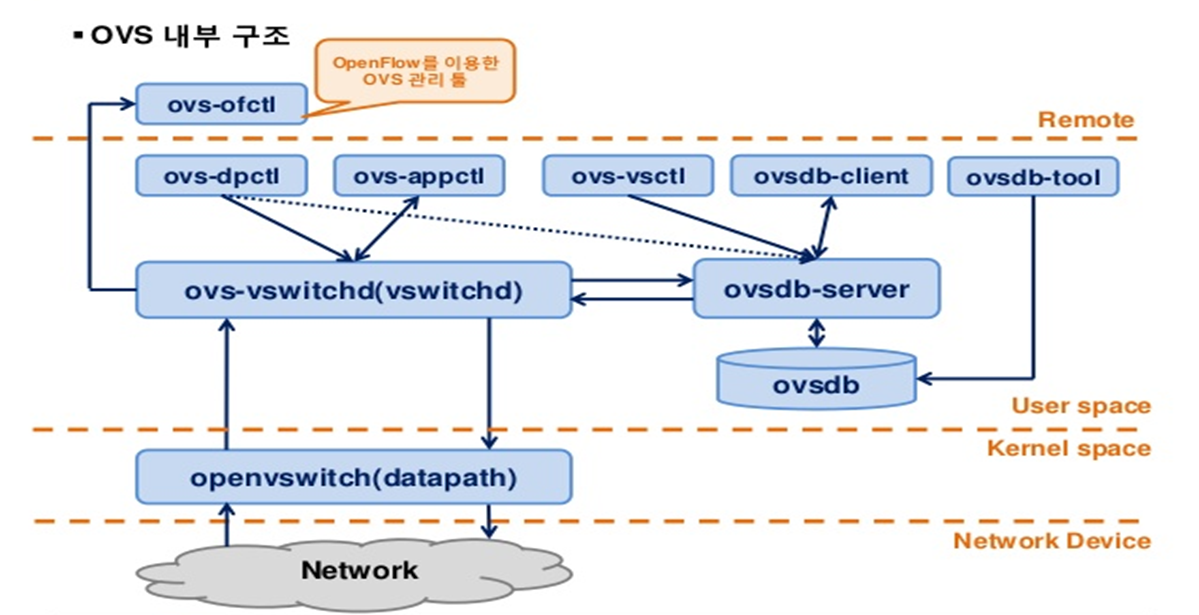 ▪ OVS 내부 구조
OpenFlow를 이용한
OVS 관리 툴
ovs-ofctl
Remote
ovs-dpctl
ovs-appctl
ovs-vsctl
ovsdb-client
ovsdb-tool
ovs-vswitchd(vswitchd)
ovsdb-server
ovsdb
User space
Kernel space
openvswitch(datapath)
Network Device
Network